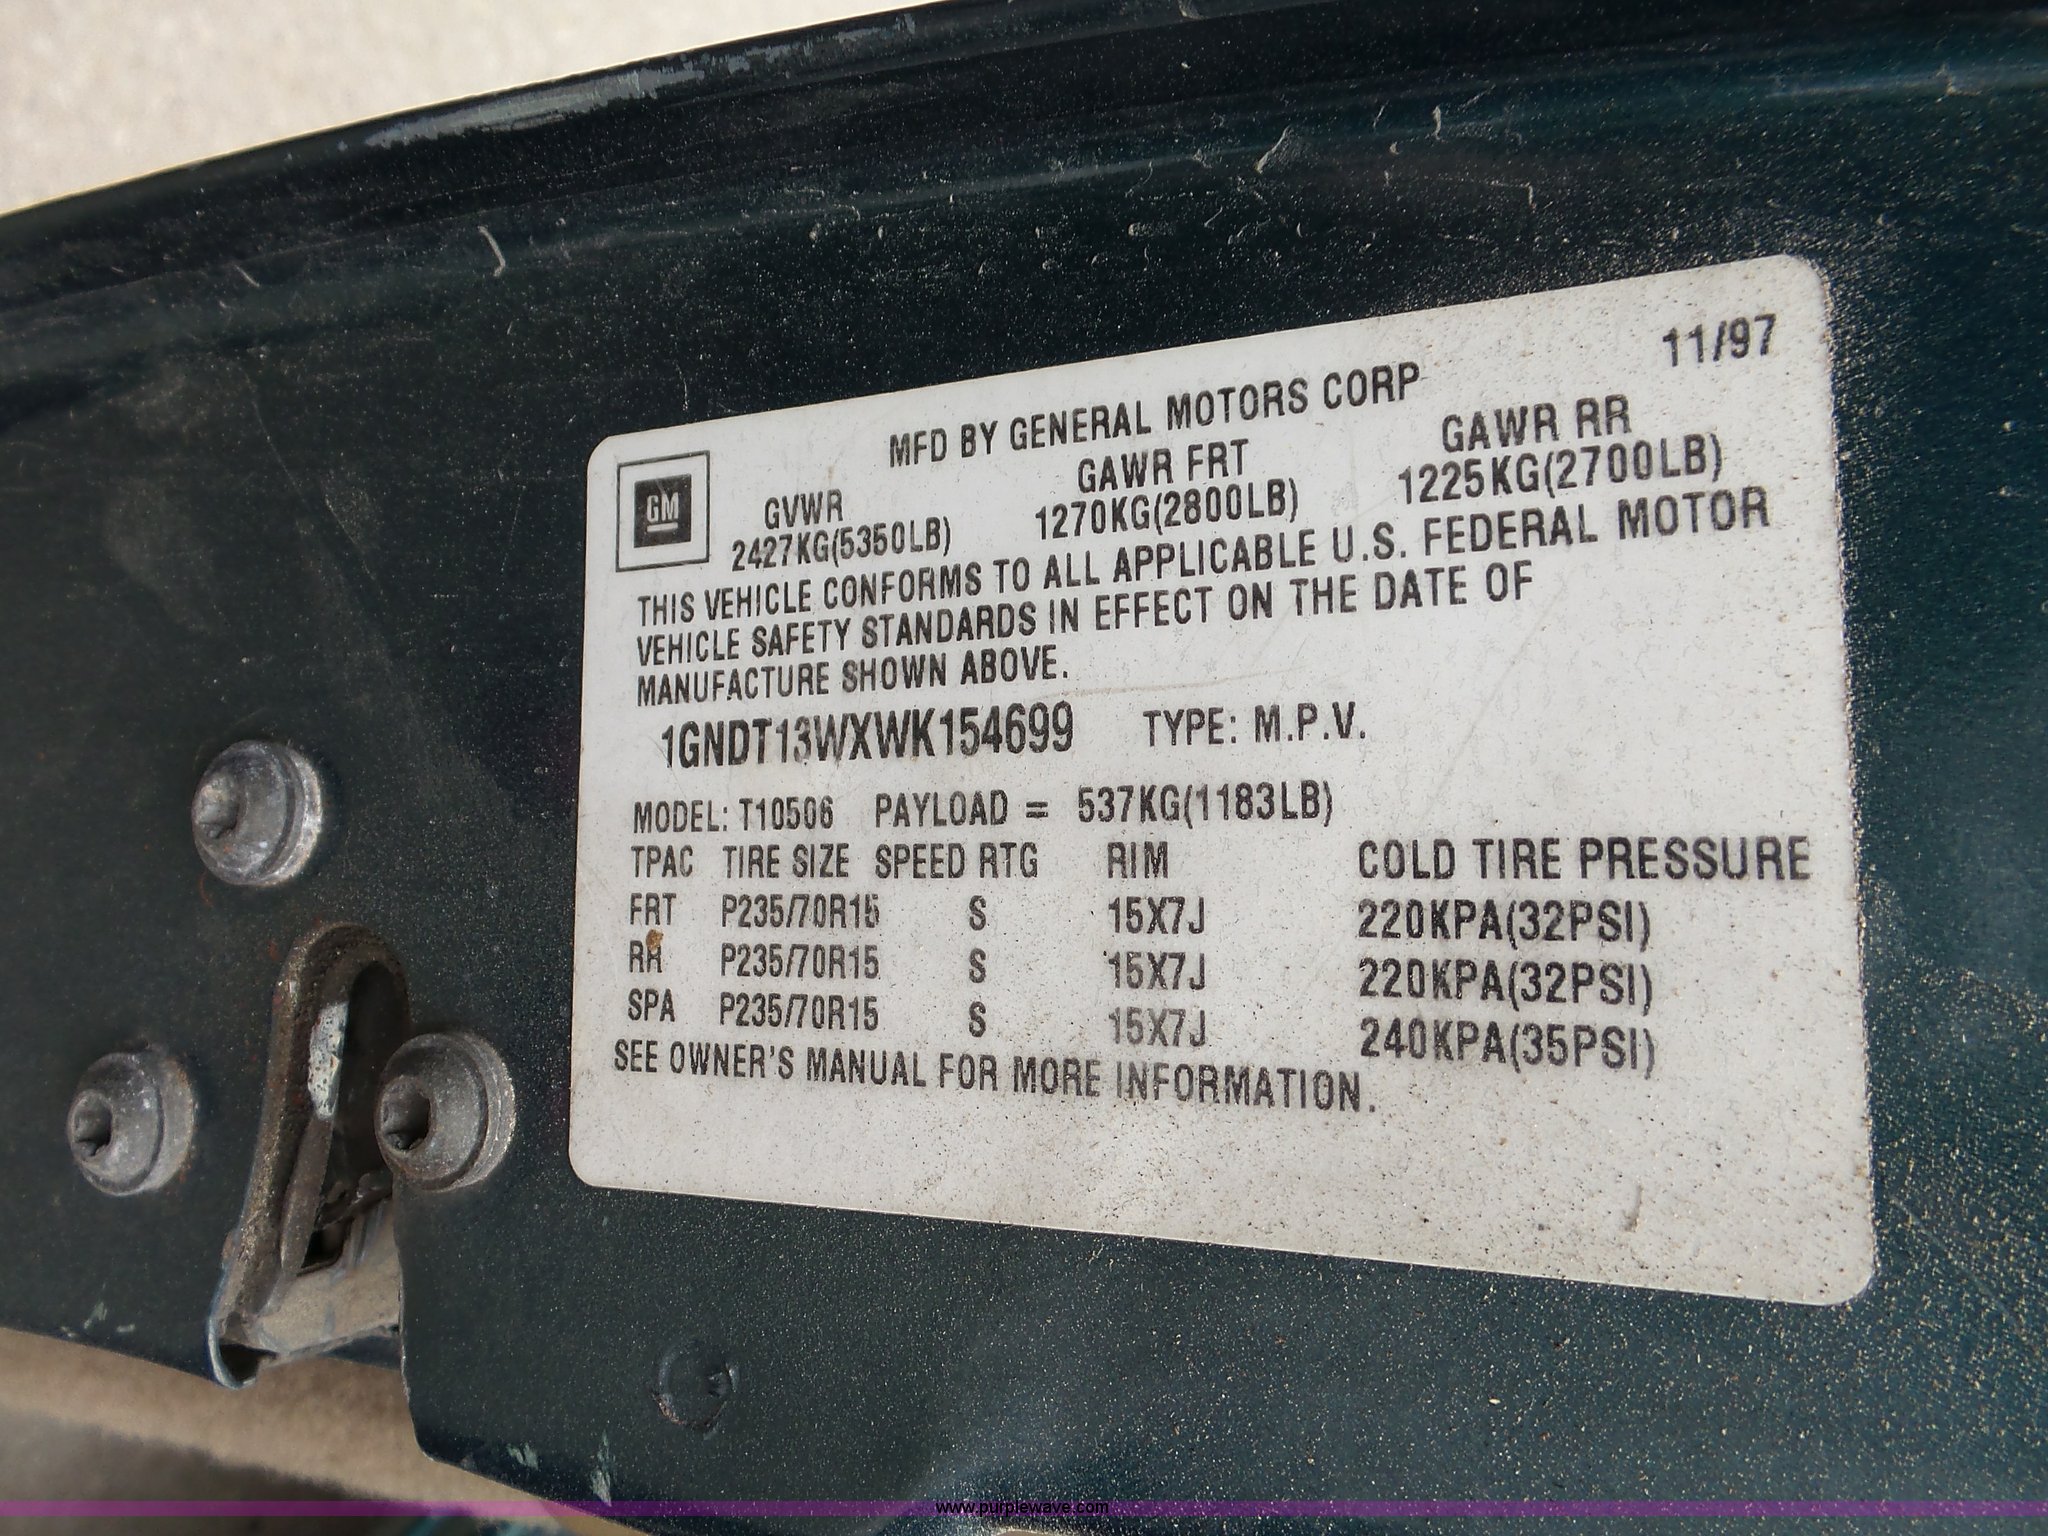 11/97
MFD BY GENERAL MOTORS CORP
GM
GVWR GAWR FRT GAWR RR
2427KG(5350LB) 1270KG(2800LB) 1225KG(2700LB)
THIS VEHICLE CONFORMS TO ALL APPLICABLE U.S. FEDERAL MOTOR
VEHICLE SAFETY STANDARDS IN EFFECT ON THE DATE OF
MANUFACTURE SHOWN ABOVE.
1GNDT13WXWK154699 TYPE: M.P.V.
MODEL: T10506 PAYLOAD = 537KG(1183LB)
TPAC TIRE SIZE SPEED RTG RIM COLD TIRE PRESSURE
FRT P235/70R15 S 15X7J 220KPA(32PSI)
RR P235/70R15 S 15X7J 220KPA(32PSI)
SPA P235/70R15 S 15X7J 240KPA(35PSI)
SEE OWNER'S MANUAL FOR MORE INFORMATION.
www.purplewave.com